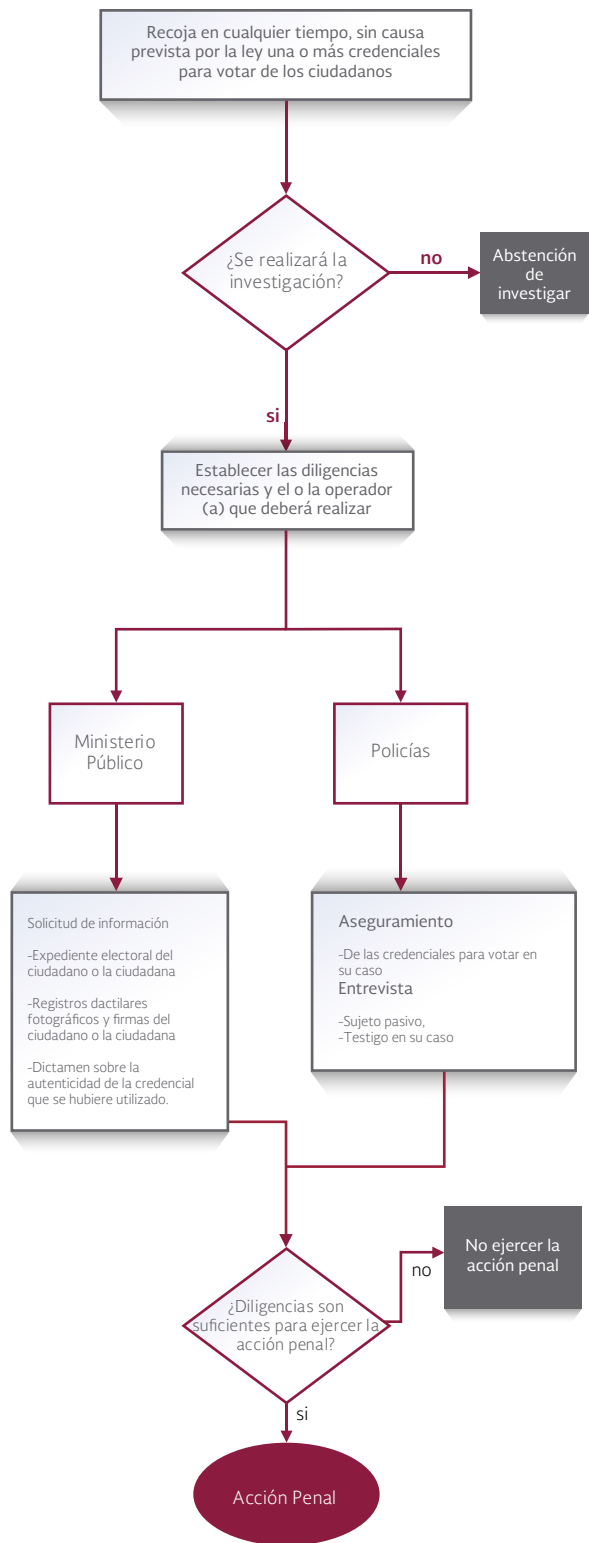 Recoja en cualquier tiempo, sin causa
prevista por la ley una o más credenciales
para votar de los ciudadanos
¿Se realizará la
investigación?
no
Abstención
de
investigar
si
Establecer las diligencias
necesarias y el o la operador
(a) que deberá realizar
Ministerio
Público
Policías
Solicitud de información
-Expediente electoral del
ciudadano o la ciudadana
-Registros dactilares
fotográficos y firmas del
ciudadano o la ciudadana
-Dictamen sobre la
autenticidad de la credencial
que se hubiere utilizado.
Aseguramiento
-De las credenciales para votar en
su caso
Entrevista
-Sujeto pasivo,
-Testigo en su caso
¿Diligencias son
suficientes para ejercer la
acción penal?
no
No ejercer la
acción penal
si
Acción Penal